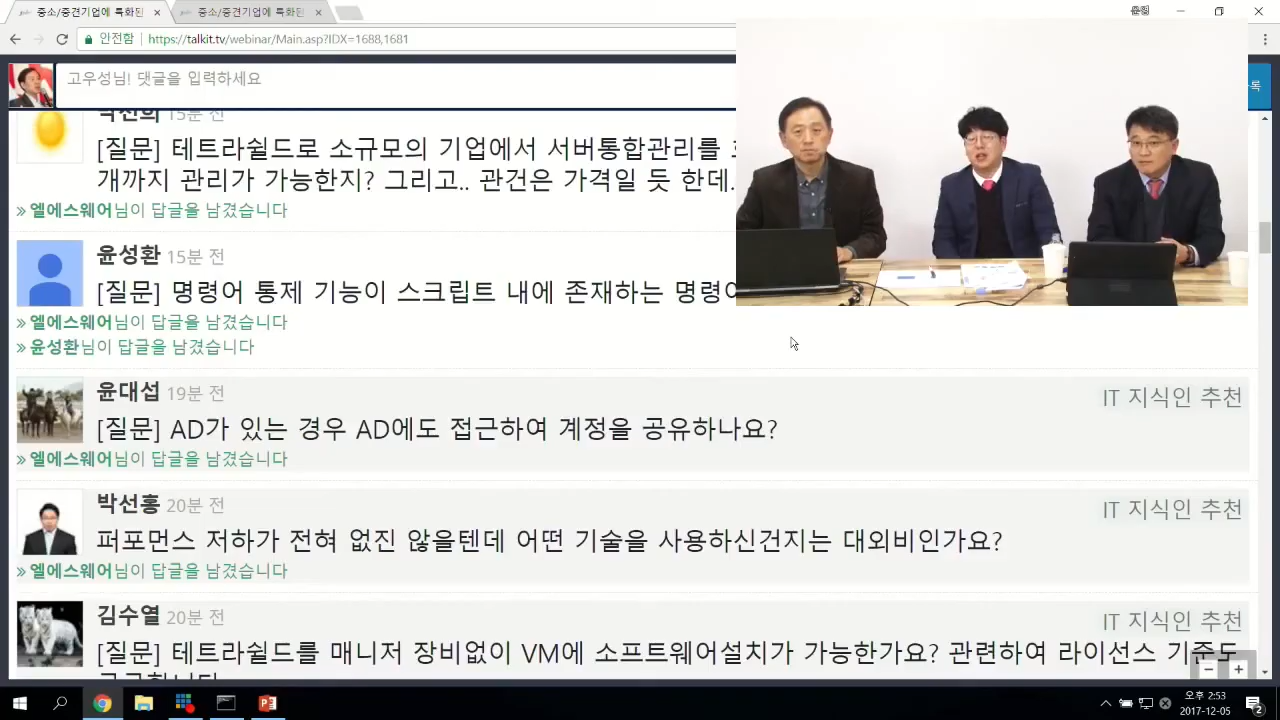 중소/중견기업에 특화된
중소/중견기업에 특화된
윤영
안전함
https://talkit.tv/webinar/Main.asp?IDX=1688,1681
고우성님! 댓글을 입력하세요
15분 전
[질문] 테트라쉴드로 소규모의 기업에서 서버통합관리를
개까지 관리가 가능한지? 그리고.. 관건은 가격일 듯 한데.
» 엘에스웨어님이 답글을 남겼습니다
윤성환 15분 전
[질문] 명령어 통제 기능이 스크립트 내에 존재하는 명령어
» 엘에스웨어님이 답글을 남겼습니다
» 윤성환님이 답글을 남겼습니다
윤대섭 19분 전
IT 지식인 추천
[질문] AD가 있는 경우 AD에도 접근하여 계정을 공유하나요?
» 엘에스웨어님이 답글을 남겼습니다
박선홍 20분 전
IT 지식인 추천
퍼포먼스 저하가 전혀 없진 않을텐데 어떤 기술을 사용하신건지는 대외비인가요?
» 엘에스웨어님이 답글을 남겼습니다
김수열 20분 전
IT 지식인 추천
[질문] 테트라쉴드를 매니저 장비없이 VM에 소프트웨어설치가 가능한가요? 관련하여 라이선스 기준도
오후 2:53
2017-12-05
2